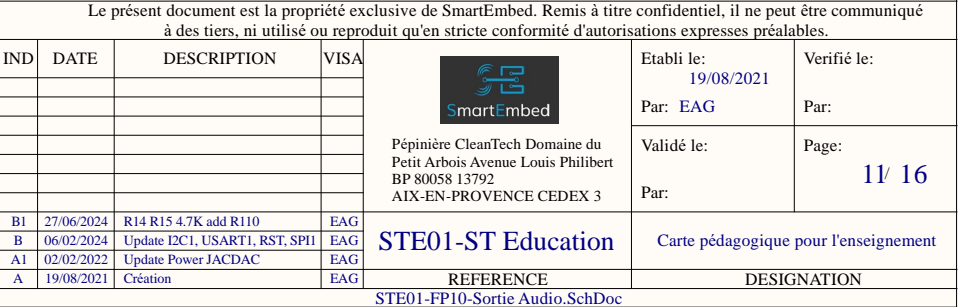 Le présent document est la propriété exclusive de SmartEmbed. Remis à titre confidentiel, il ne peut être communiqué
à des tiers, ni utilisé ou reproduit qu'en stricte conformité d'autorisations expresses préalables.
IND DATE DESCRIPTION VISA
SmartEmbed
Pépinière CleanTech Domaine du
Petit Arbois Avenue Louis Philibert
BP 80058 13792
AIX-EN-PROVENCE CEDEX 3
Etabli le:
19/08/2021
Par: EAG
Verifié le:
Par:
Validé le:
Par:
Page:
11/ 16
B1 27/06/2024 R14 R15 4.7K add R110 EAG
B 06/02/2024 Update I2C1, USART1, RST, SPI1 EAG
A1 02/02/2022 Update Power JACDAC EAG
A 19/08/2021 Création EAG
STE01-ST Education
Carte pédagogique pour l'enseignement
REFERENCE DESIGNATION
STE01-FP10-Sortie Audio.SchDoc